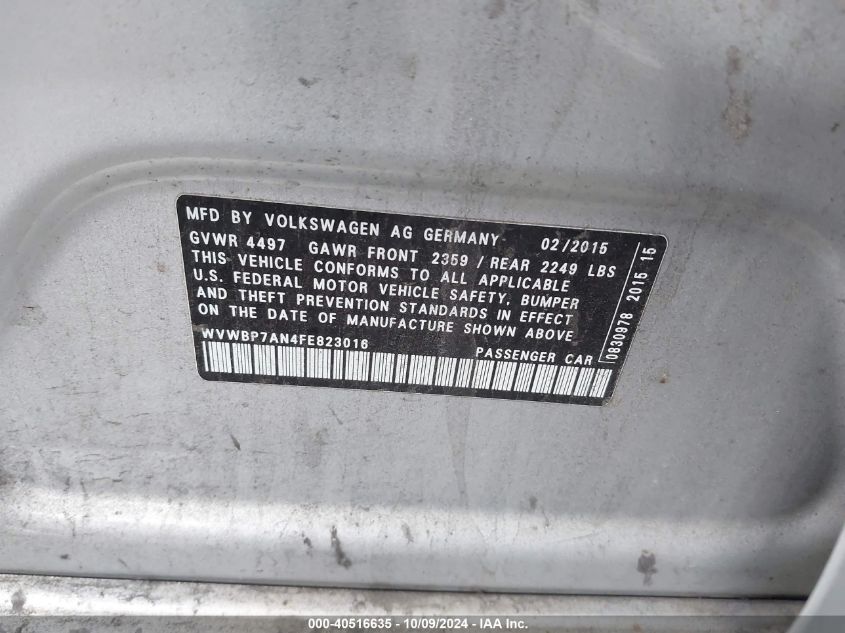 MFD BY VOLKSWAGEN AG GERMANY 02/2015
GVWR 4497 GAWR FRONT 2359 / REAR 2249 LBS
THIS VEHICLE CONFORMS TO ALL APPLICABLE
U.S. FEDERAL MOTOR VEHICLE SAFETY, BUMPER
AND THEFT PREVENTION STANDARDS IN EFFECT
ON THE DATE OF MANUFACTURE SHOWN ABOVE
WVWBP7AN4FE823016 PASSENGER CAR
0830978 2015 15
000-40516635 - 10/09/2024 - IAA Inc.